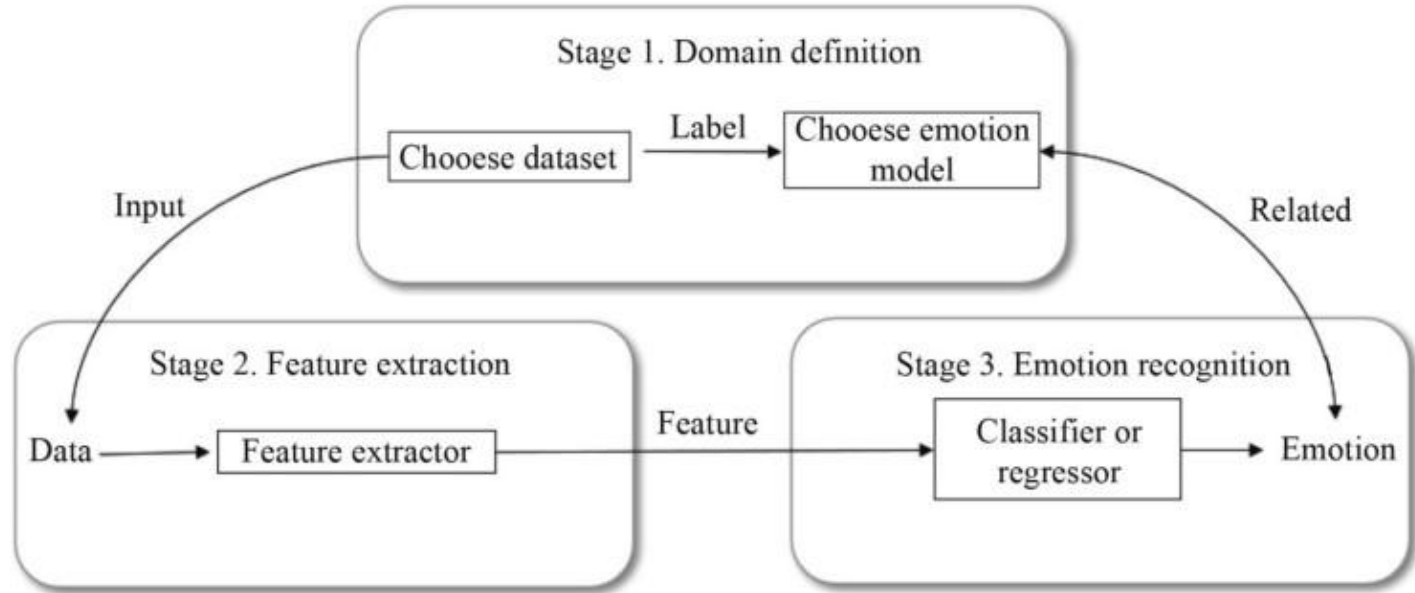 Stage 1. Domain definition
Chooese dataset
Label
Chooese emotion
model
Input
Related
Stage 2. Feature extraction
Data
Feature extractor
Feature
Stage 3. Emotion recognition
Classifier or
regressor
Emotion